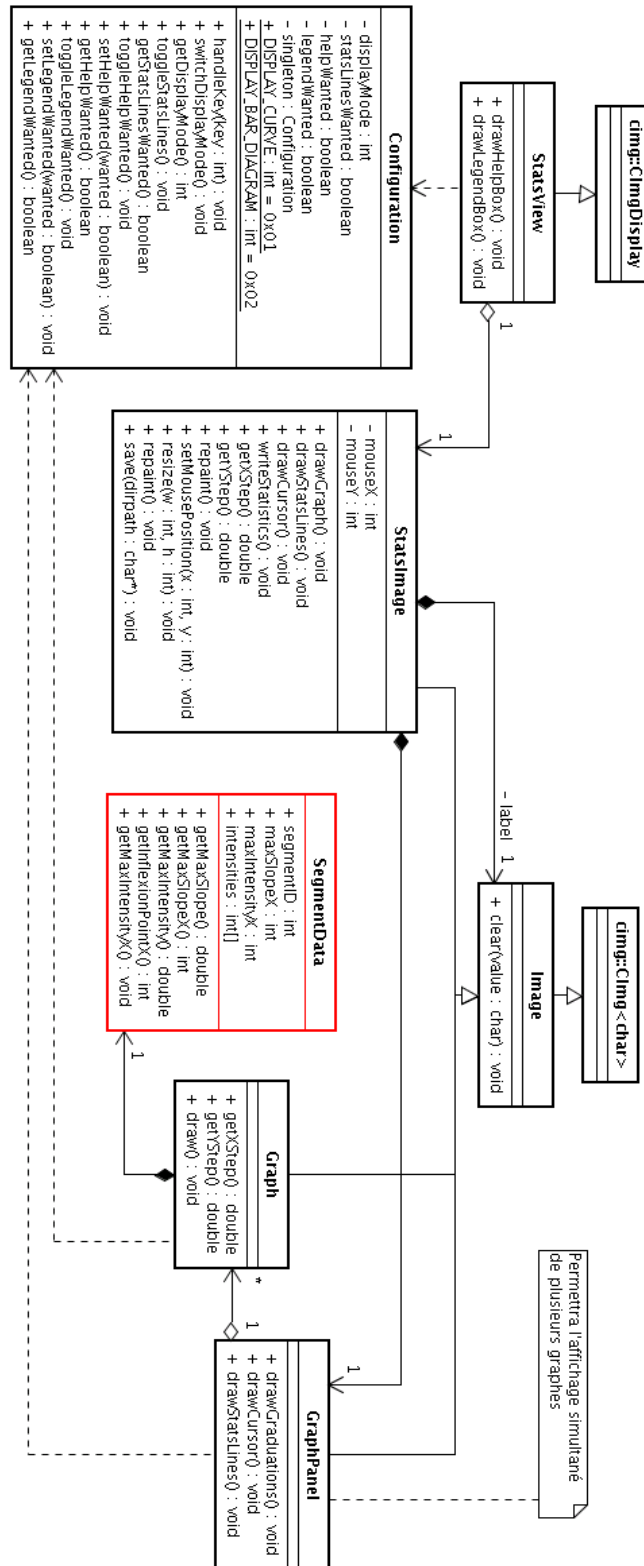 cimg::CImgDisplay
StatsView
+ drawHelpBox() : void
+ drawLegendBox() : void
1
1
Configuration
– displayMode : int
– statsLinesWanted : boolean
– helpWanted : boolean
– legendWanted : boolean
– singleton : Configuration
+ DISPLAY_CURVE : int = 0x01
+ DISPLAY_BAR_DIAGRAM : int = 0x02
+ handleKey(key : int) : void
+ switchDisplayMode() : void
+ getDisplayMode() : int
+ toggleStatsLines() : void
+ getStatsLinesWanted() : boolean
+ toggleHelpWanted() : void
+ setHelpWanted(wanted : boolean) : void
+ getHelpWanted() : boolean
+ toggleLegendWanted() : void
+ setLegendWanted(wanted : boolean) : void
+ getLegendWanted() : boolean
StatsImage
– mouseX : int
– mouseY : int
+ drawGraph() : void
+ drawStatsLines() : void
+ drawCursor() : void
+ writeStatistics() : void
+ getXStep() : double
+ getYStep() : double
+ repaint() : void
+ setMousePosition(x : int, y : int) : void
+ resize(w : int, h : int) : void
+ repaint() : void
+ save(dirpath : char*) : void
– label
1
cimg::CImg<char>
Image
+ clear(value : char) : void
SegmentData
+ segmentID : int
+ maxSlopeX : int
+ maxIntensityX : int
+ intensities : int[]
+ getMaxSlope() : double
+ getMaxSlopeX() : int
+ getMaxIntensity() : double
+ getInflexionPointX() : int
+ getMaxIntensityX() : void
1
Graph
+ getXStep() : double
+ getYStep() : double
+ draw() : void
*
1
1
GraphPanel
+ drawGraduations() : void
+ drawCursor() : void
+ drawStatsLines() : void
Permettra l'affichage simultané
de plusieurs graphes